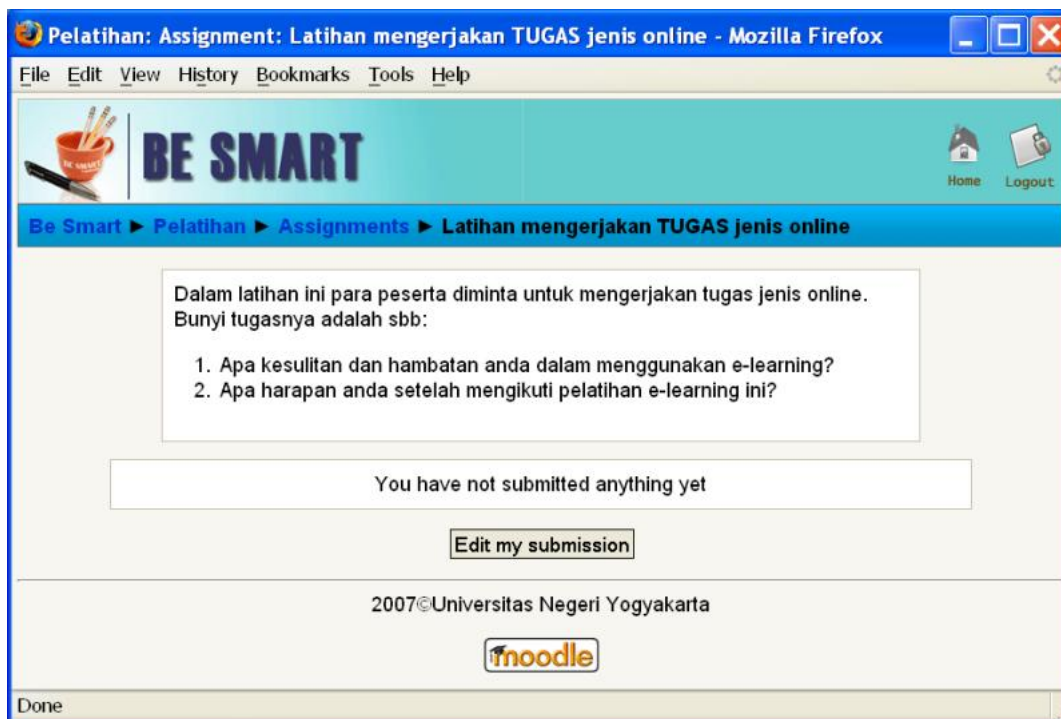 Pelatihan: Assignment: Latihan mengerjakan TUGAS jenis online - Mozilla Firefox
File Edit View History Bookmarks Tools Help
BE SMART
BE SMART
Home Logout
Be Smart ► Pelatihan ► Assignments ► Latihan mengerjakan TUGAS jenis online
Dalam latihan ini para peserta diminta untuk mengerjakan tugas jenis online.
Bunyi tugasnya adalah sbb:
1. Apa kesulitan dan hambatan anda dalam menggunakan e-learning?
2. Apa harapan anda setelah mengikuti pelatihan e-learning ini?
You have not submitted anything yet
Edit my submission
2007©Universitas Negeri Yogyakarta
moodle
Done